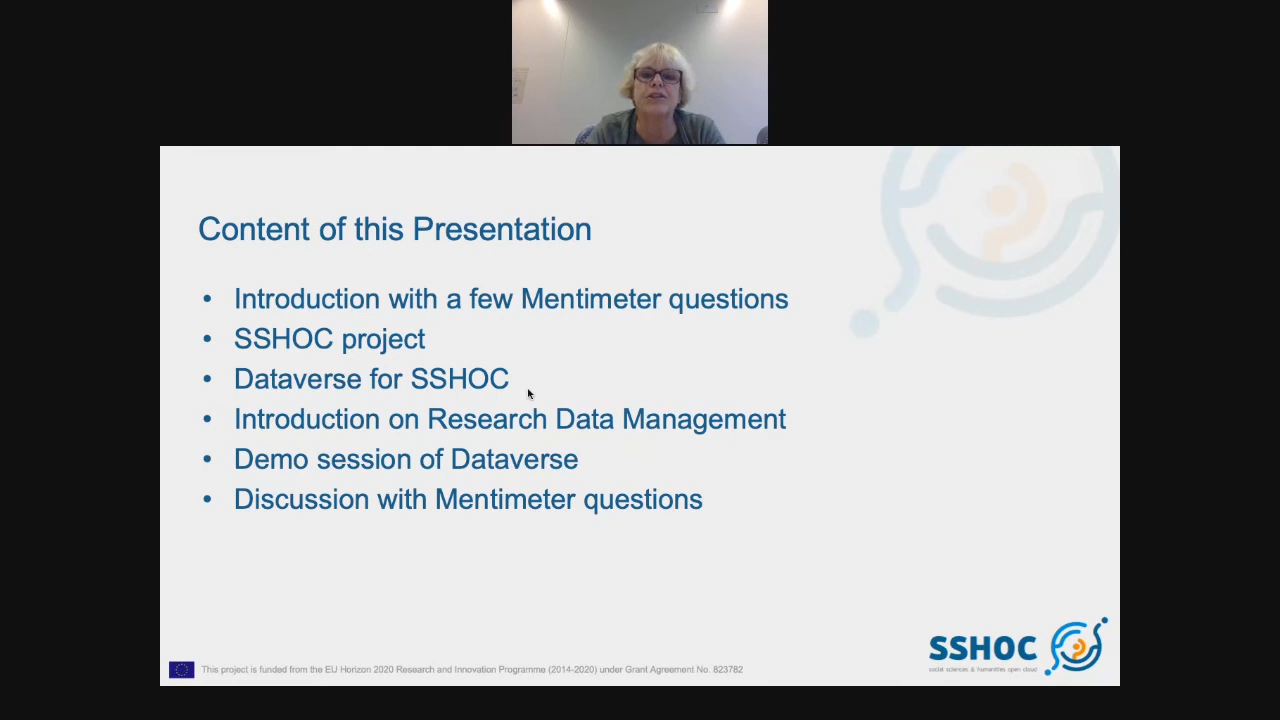 Content of this Presentation
• Introduction with a few Mentimeter questions
• SSHOC project
• Dataverse for SSHOC
• Introduction on Research Data Management
• Demo session of Dataverse
• Discussion with Mentimeter questions
SSHOC
social sciences & humanities open cloud
This project is funded from the EU Horizon 2020 Research and Innovation Programme (2014-2020) under Grant Agreement No. 823782